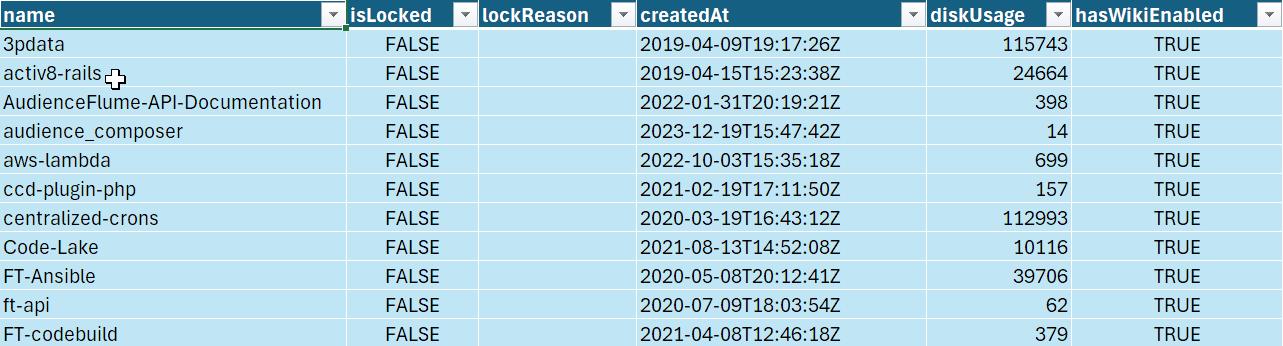 name isLocked lockReason createdAt diskUsage hasWikiEnabled
3pdata FALSE 2019-04-09T19:17:26Z 115743 TRUE
activ8-rails FALSE 2019-04-15T15:23:38Z 24664 TRUE
AudienceFlume-API-Documentation FALSE 2022-01-31T20:19:21Z 398 TRUE
audience_composer FALSE 2023-12-19T15:47:42Z 14 TRUE
aws-lambda FALSE 2022-10-03T15:35:18Z 699 TRUE
ccd-plugin-php FALSE 2021-02-19T17:11:50Z 157 TRUE
centralized-crons FALSE 2020-03-19T16:43:12Z 112993 TRUE
Code-Lake FALSE 2021-08-13T14:52:08Z 10116 TRUE
FT-Ansible FALSE 2020-05-08T20:12:41Z 39706 TRUE
ft-api FALSE 2020-07-09T18:03:54Z 62 TRUE
FT-codebuild FALSE 2021-04-08T12:46:18Z 379 TRUE